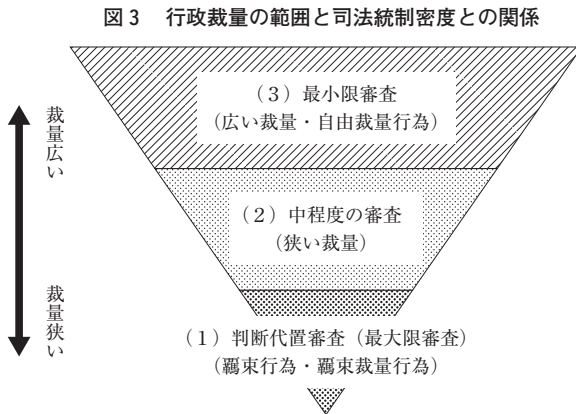 図3 行政裁量の範囲と司法統制密度との関係
(3)最小限審査
(広い裁量・自由裁量行為)
裁量広い
(2)中程度の審査
(狭い裁量)
裁量狭い
(1)判断代置審査(最大限審査)
(羈束行為・羈束裁量行為)